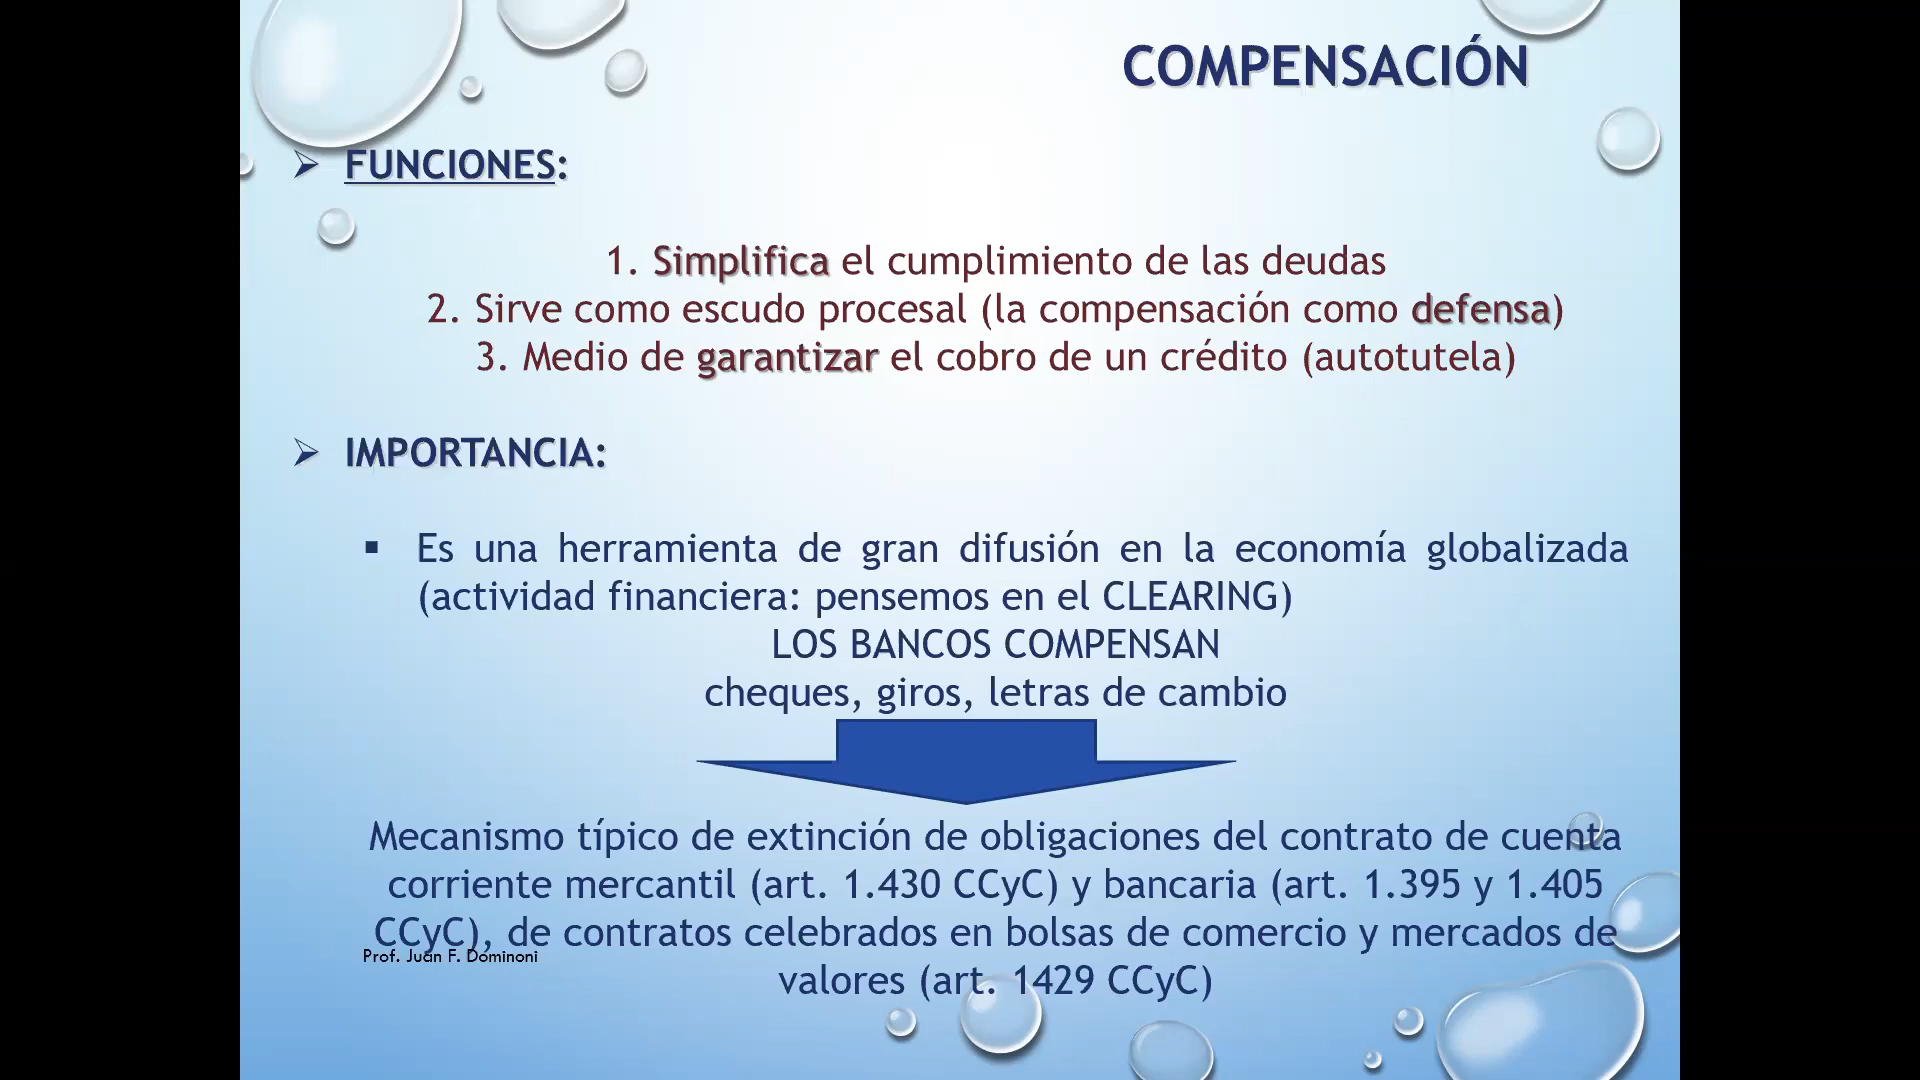 COMPENSACIÓN
FUNCIONES:
1. Simplifica el cumplimiento de las deudas
2. Sirve como escudo procesal (la compensación como defensa)
3. Medio de garantizar el cobro de un crédito (autotutela)
IMPORTANCIA:
Es una herramienta de gran difusión en la economía globalizada
(actividad financiera: pensemos en el CLEARING)
LOS BANCOS COMPENSAN
cheques, giros, letras de cambio
Mecanismo típico de extinción de obligaciones del contrato de cuenta
corriente mercantil (art. 1.430 CCyC) y bancaria (art. 1.395 y 1.405
CCyC), de contratos celebrados en bolsas de comercio y mercados de
valores (art. 1429 CCyC)
Prof. Juan F. Dominoni